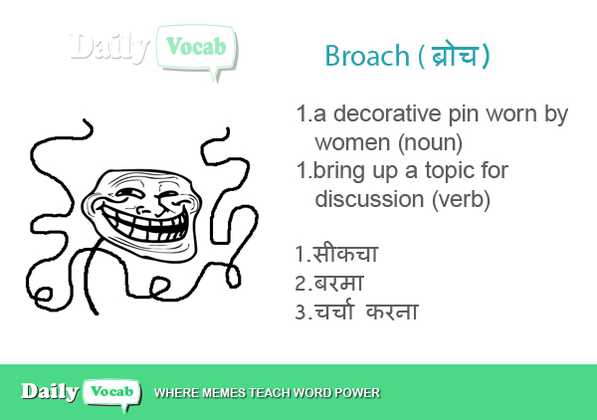 Daily Vocab
Broach ( ब्रोच )
1.a decorative pin worn by
women (noun)
1.bring up a topic for
discussion (verb)
1.सीकचा
2.बरमा
3.चर्चा करना
Daily Vocab WHERE MEMES TEACH WORD POWER